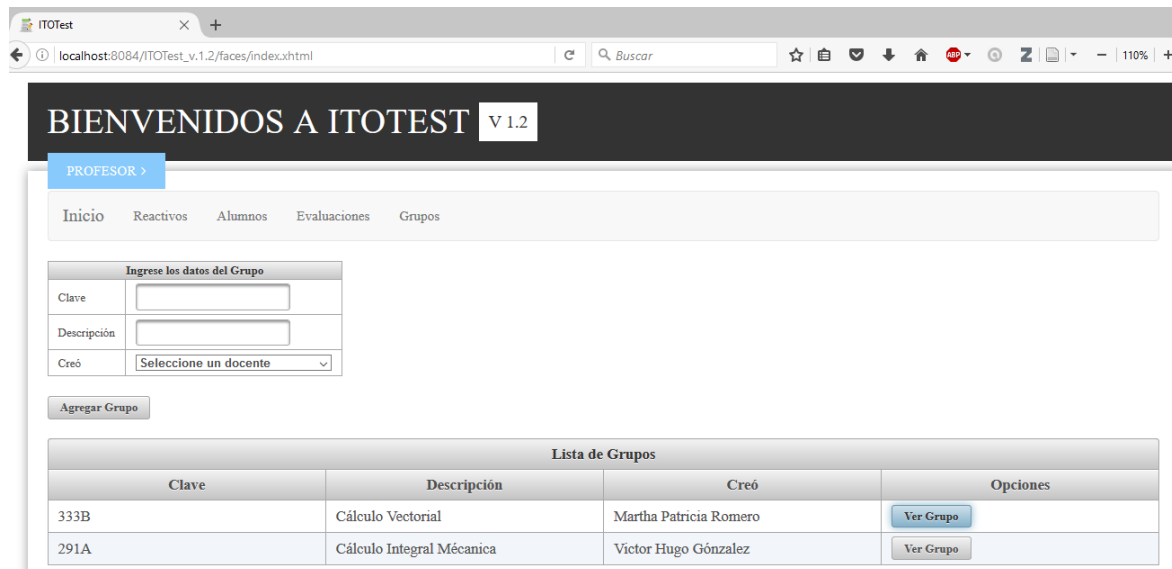 ITOTest
localhost:8084/ITOTest_v.1.2/faces/index.xhtml Buscar ABP Z 110%
BIENVENIDOS A ITOTEST V 1.2
PROFESOR >
Inicio Reactivos Alumnos Evaluaciones Grupos
Ingrese los datos del Grupo
Clave
Descripción
Creó Seleccione un docente
Agregar Grupo
Lista de Grupos
Clave Descripción Creó Opciones
333B Cálculo Vectorial Martha Patricia Romero Ver Grupo
291A Cálculo Integral Mécanica Victor Hugo Gónzalez Ver Grupo